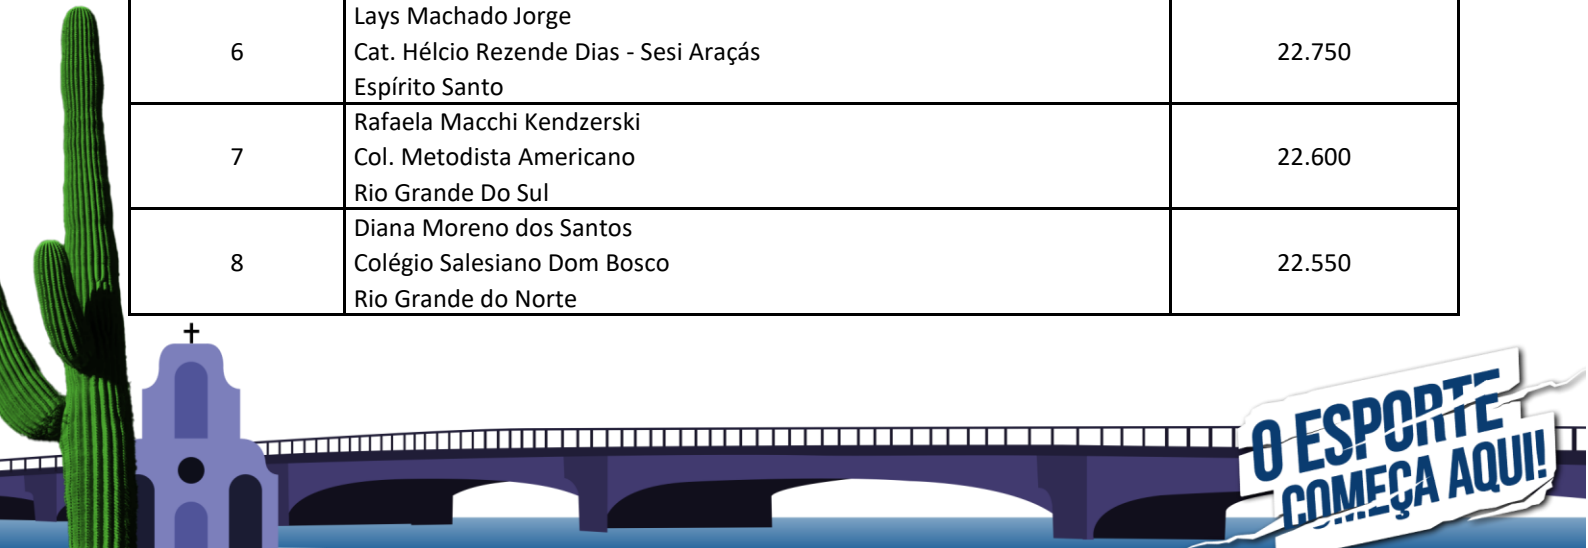 6
Lays Machado Jorge
Cat. Hélcio Rezende Dias - Sesi Araçás
Espírito Santo
22.750
7
Rafaela Macchi Kendzerski
Col. Metodista Americano
Rio Grande Do Sul
22.600
8
Diana Moreno dos Santos
Colégio Salesiano Dom Bosco
Rio Grande do Norte
22.550
O ESPORTE
COMEÇA AQUI!